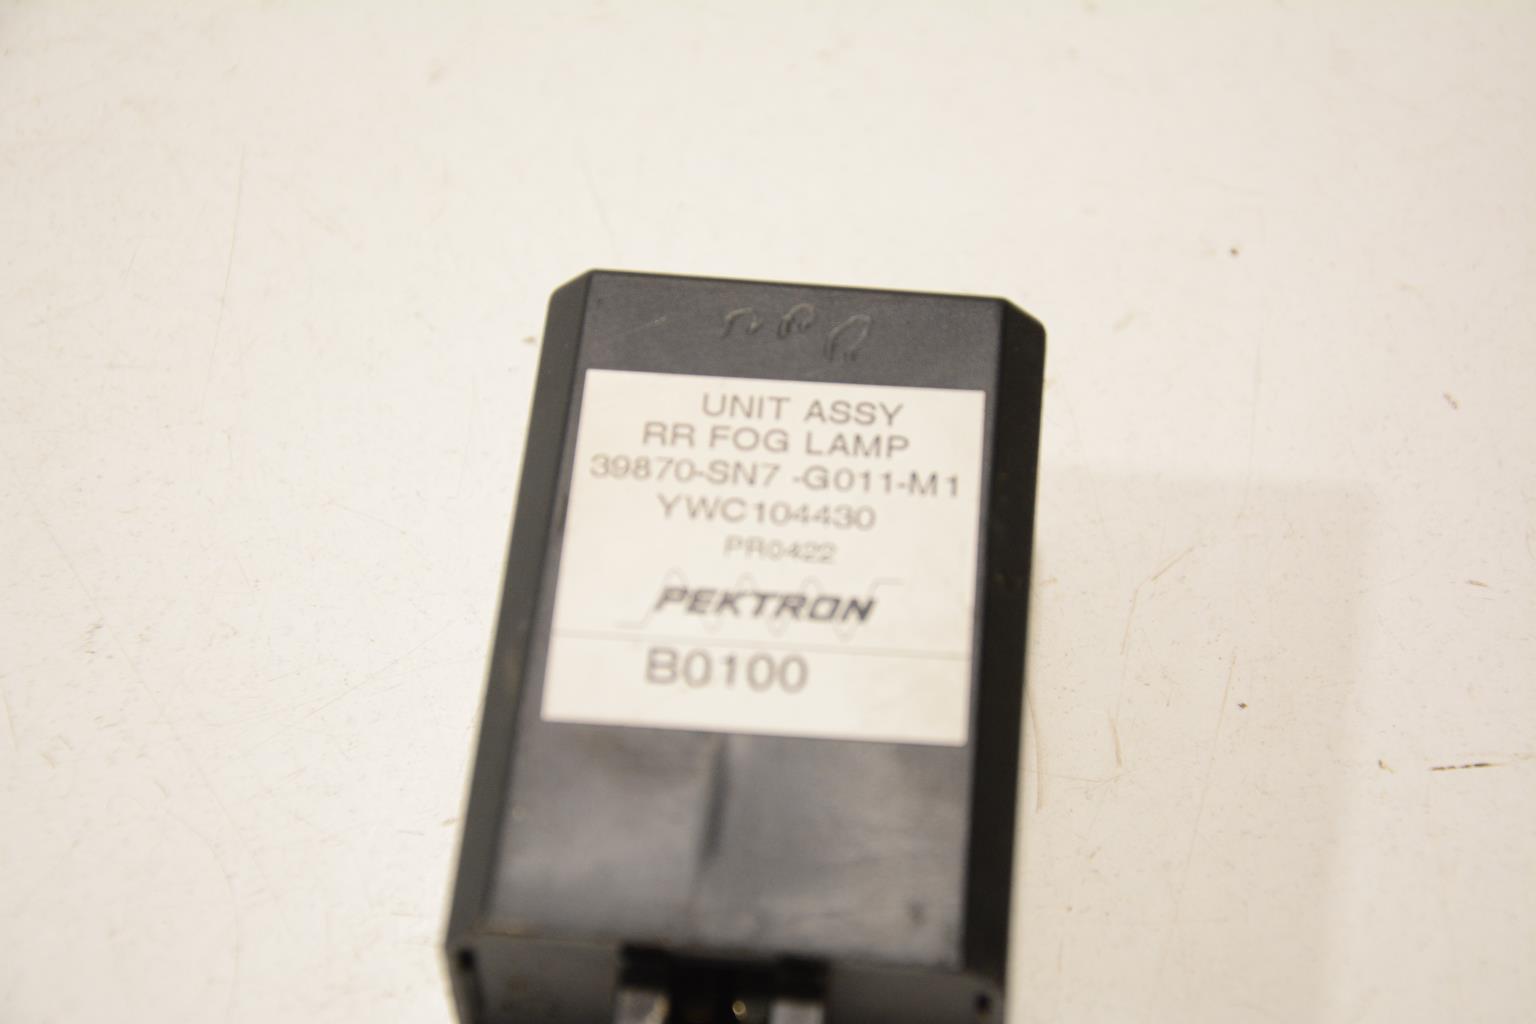 UNIT ASSY
RR FOG LAMP
39870-SN7 -G011-M1
YWC104430
PR0422
PEKTRON
B0100